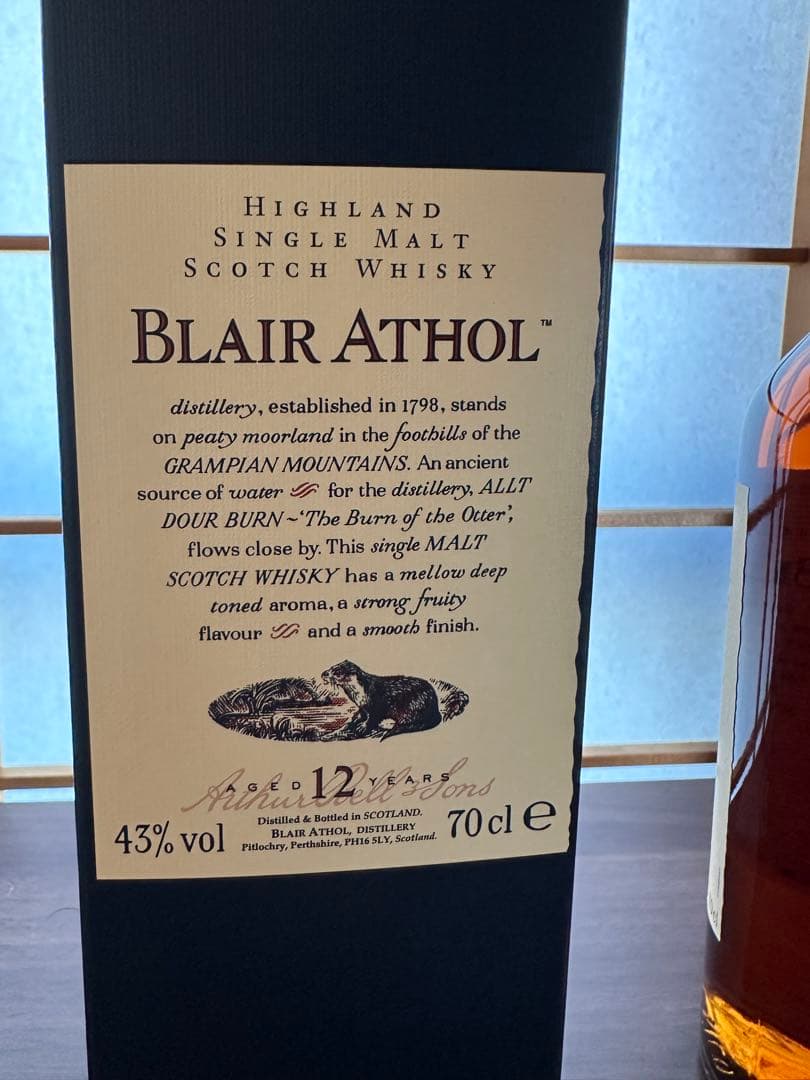 HIGHLAND
SINGLE MALT
SCOTCH WHISKY
BLAIR ATHOL™
distillery, established in 1798, stands
on peaty moorland in the foothills of the
GRAMPIAN MOUNTAINS. An ancient
source of water for the distillery, ALLT
DOUR BURN ~ 'The Burn of the Otter',
flows close by. This single MALT
SCOTCH WHISKY has a mellow deep
toned aroma, a strong fruity
flavour and a smooth finish.
AGED 12 YEARS
Arthur Bell & Sons
Distilled & Bottled in SCOTLAND.
BLAIR ATHOL, DISTILLERY
Pitlochry, Perthshire, PH16 5LY, Scotland.
43% vol
70 cl e